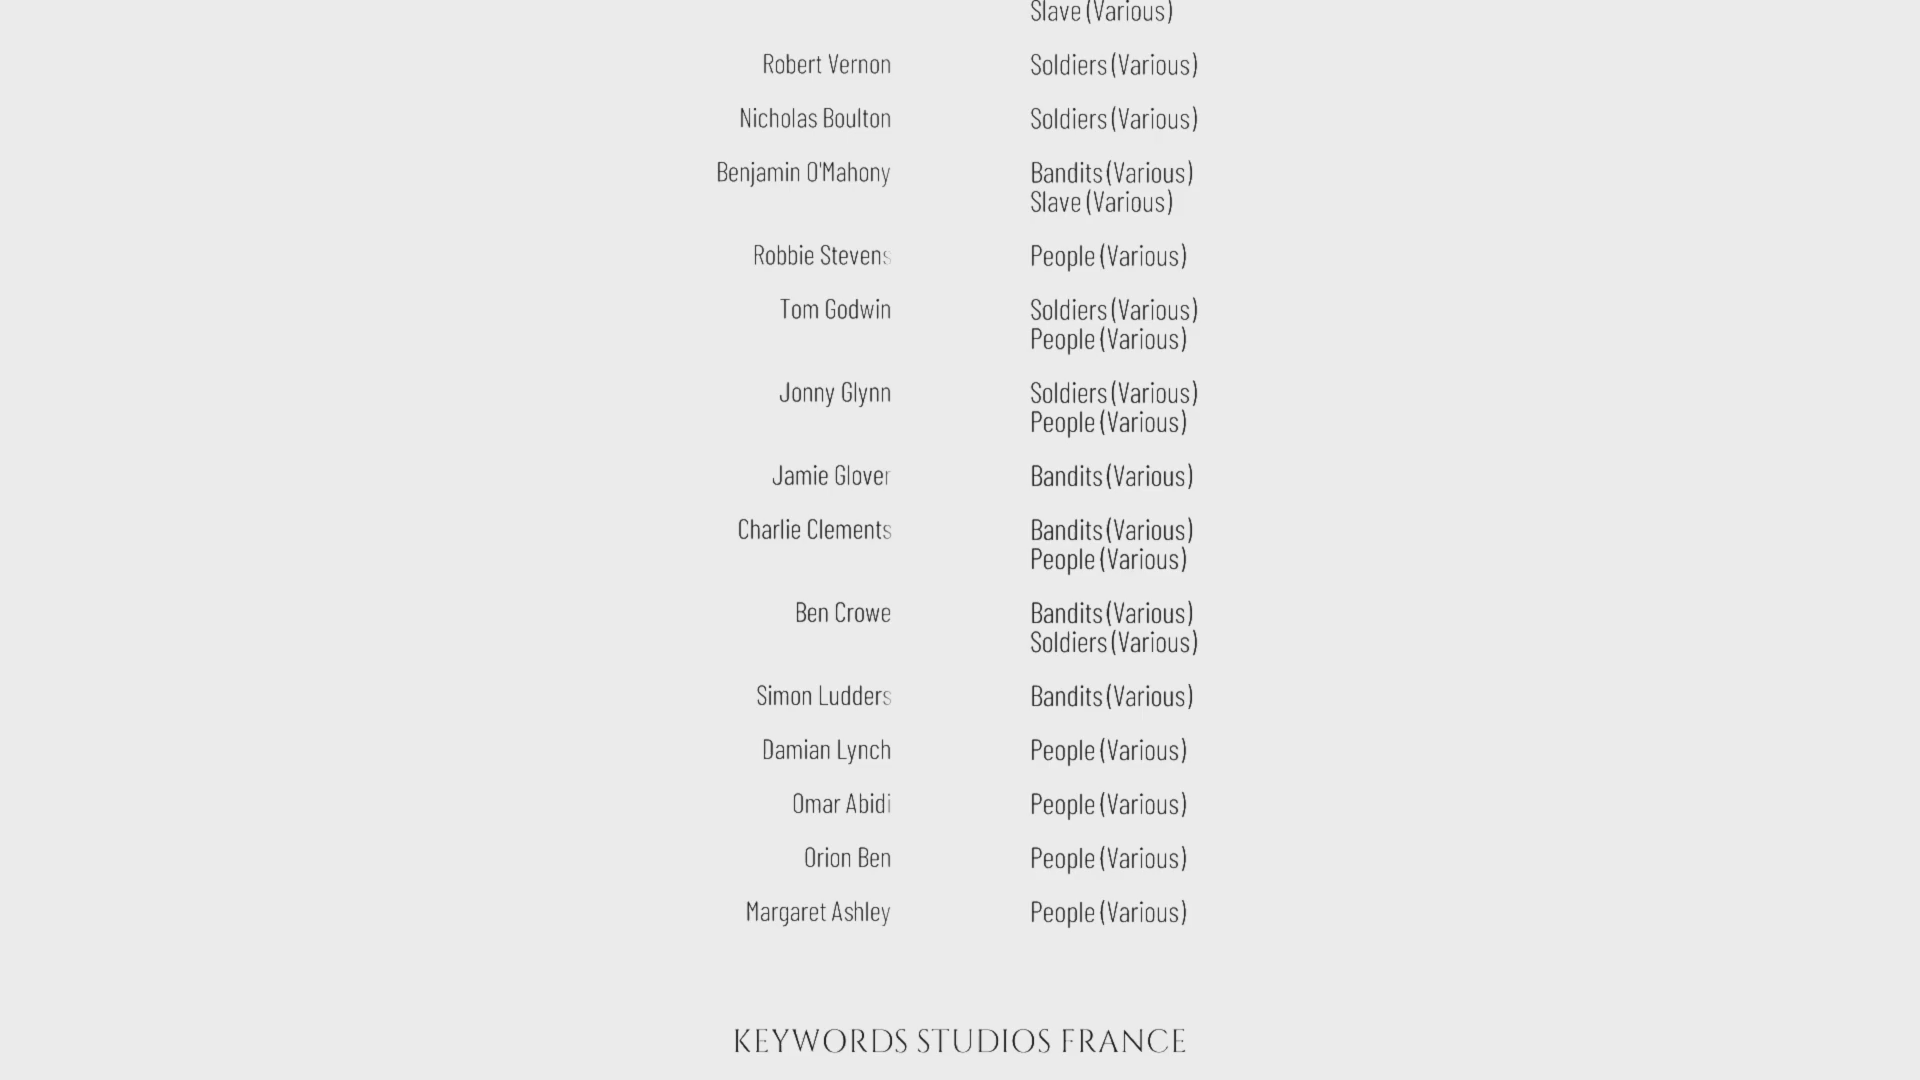 Slave (Various)
Robert Vernon Soldiers (Various)
Nicholas Boulton Soldiers (Various)
Benjamin O'Mahony Bandits (Various)
Slave (Various)
Robbie Stevens People (Various)
Tom Godwin Soldiers (Various)
People (Various)
Jonny Glynn Soldiers (Various)
People (Various)
Jamie Glover Bandits (Various)
Charlie Clements Bandits (Various)
People (Various)
Ben Crowe Bandits (Various)
Soldiers (Various)
Simon Ludders Bandits (Various)
Damian Lynch People (Various)
Omar Abidi People (Various)
Orion Ben People (Various)
Margaret Ashley People (Various)
KEYWORDS STUDIOS FRANCE